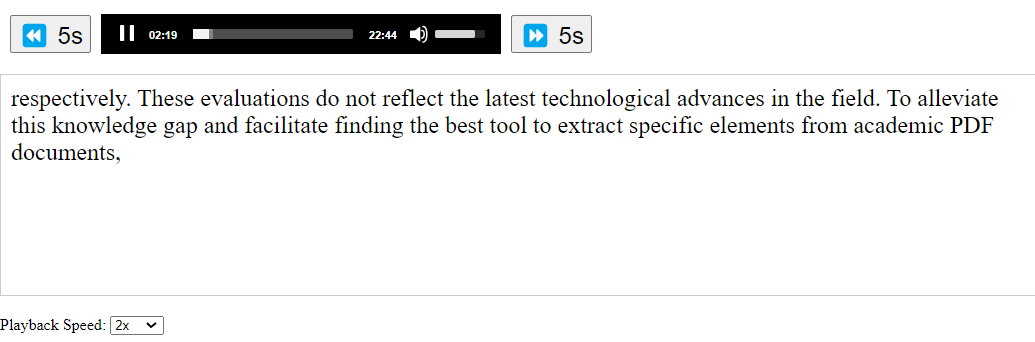 5s 02:19 22:44 5s
respectively. These evaluations do not reflect the latest technological advances in the field. To alleviate
this knowledge gap and facilitate finding the best tool to extract specific elements from academic PDF
documents,
Playback Speed: 2x